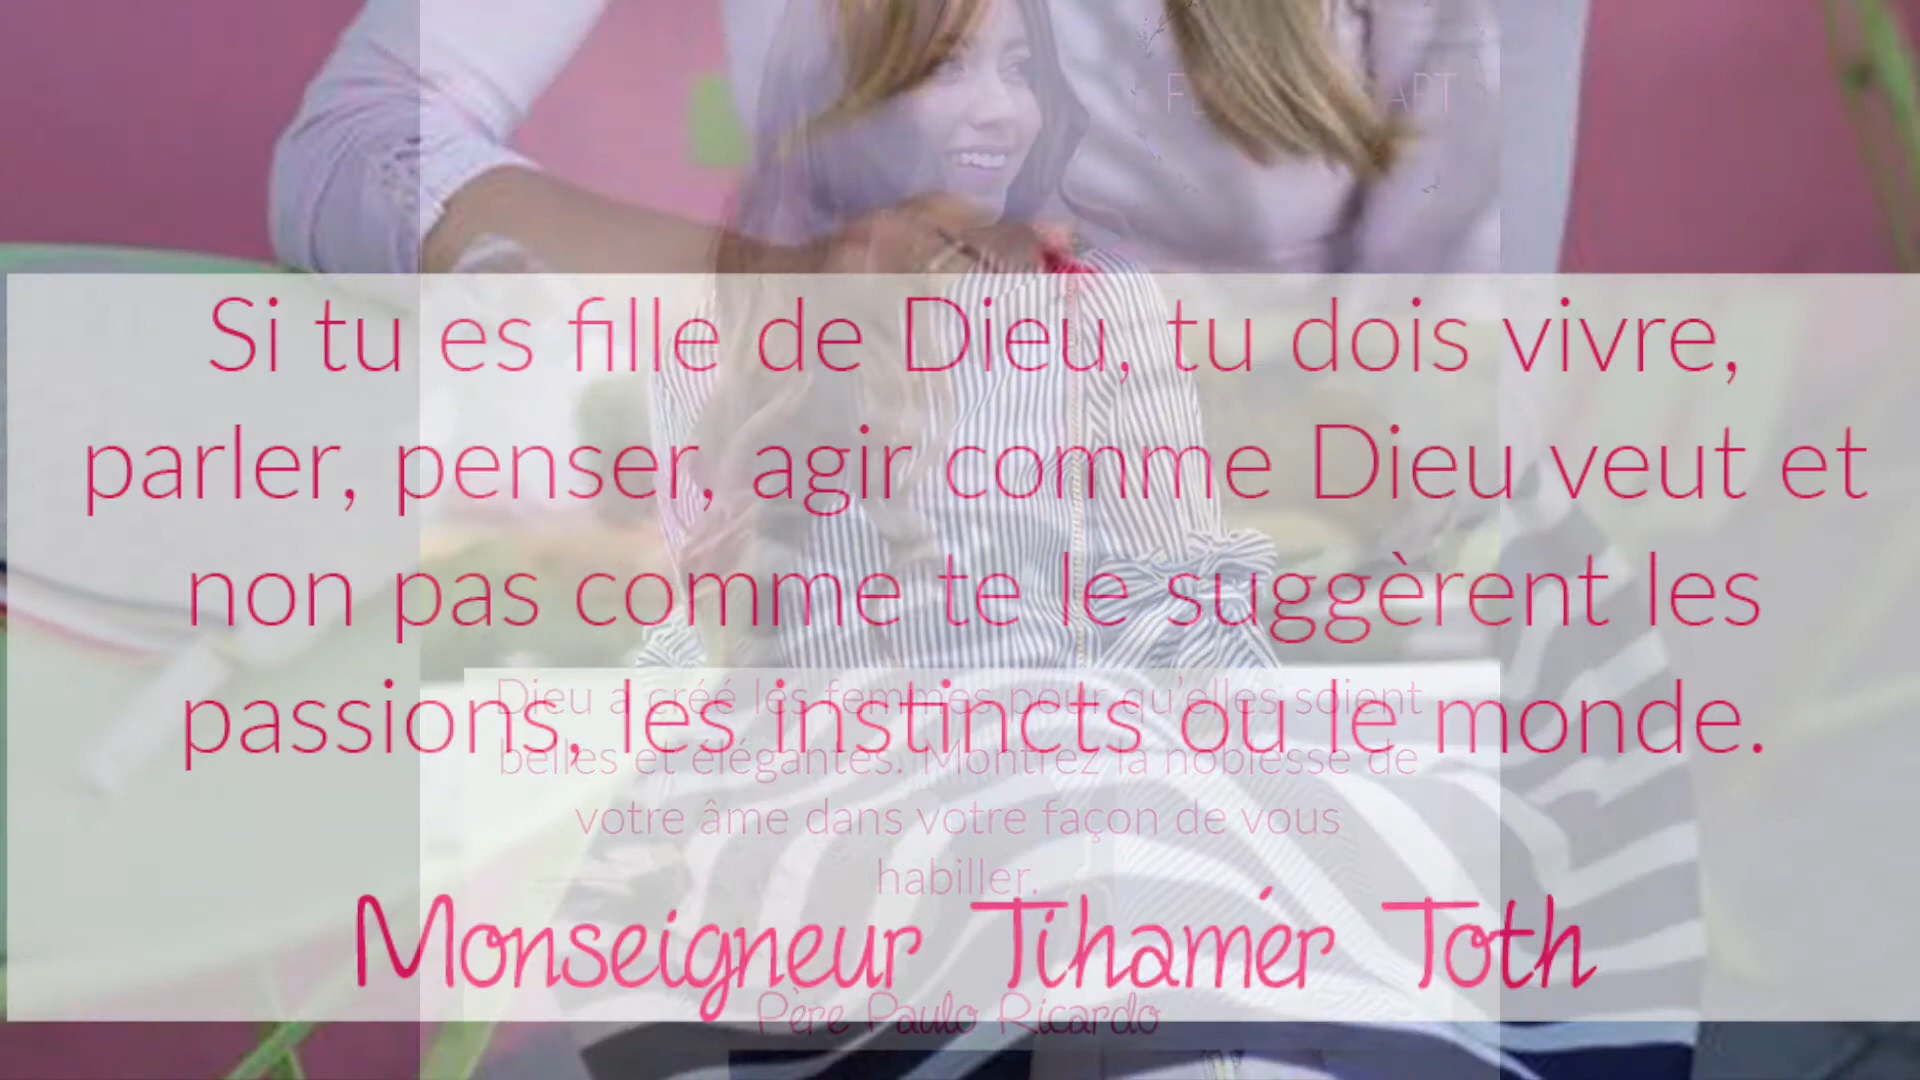 Si tu es fille de Dieu, tu dois vivre,
parler, penser, agir comme Dieu veut et
non pas comme te le suggèrent les
passions, les instincts ou le monde.
Monseigneur Tihamér Toth
Dieu a créé les femmes pour qu'elles soient
belles et élégantes. Montrez la noblesse de
votre âme dans votre façon de vous
habiller.
Père Paulo Ricardo